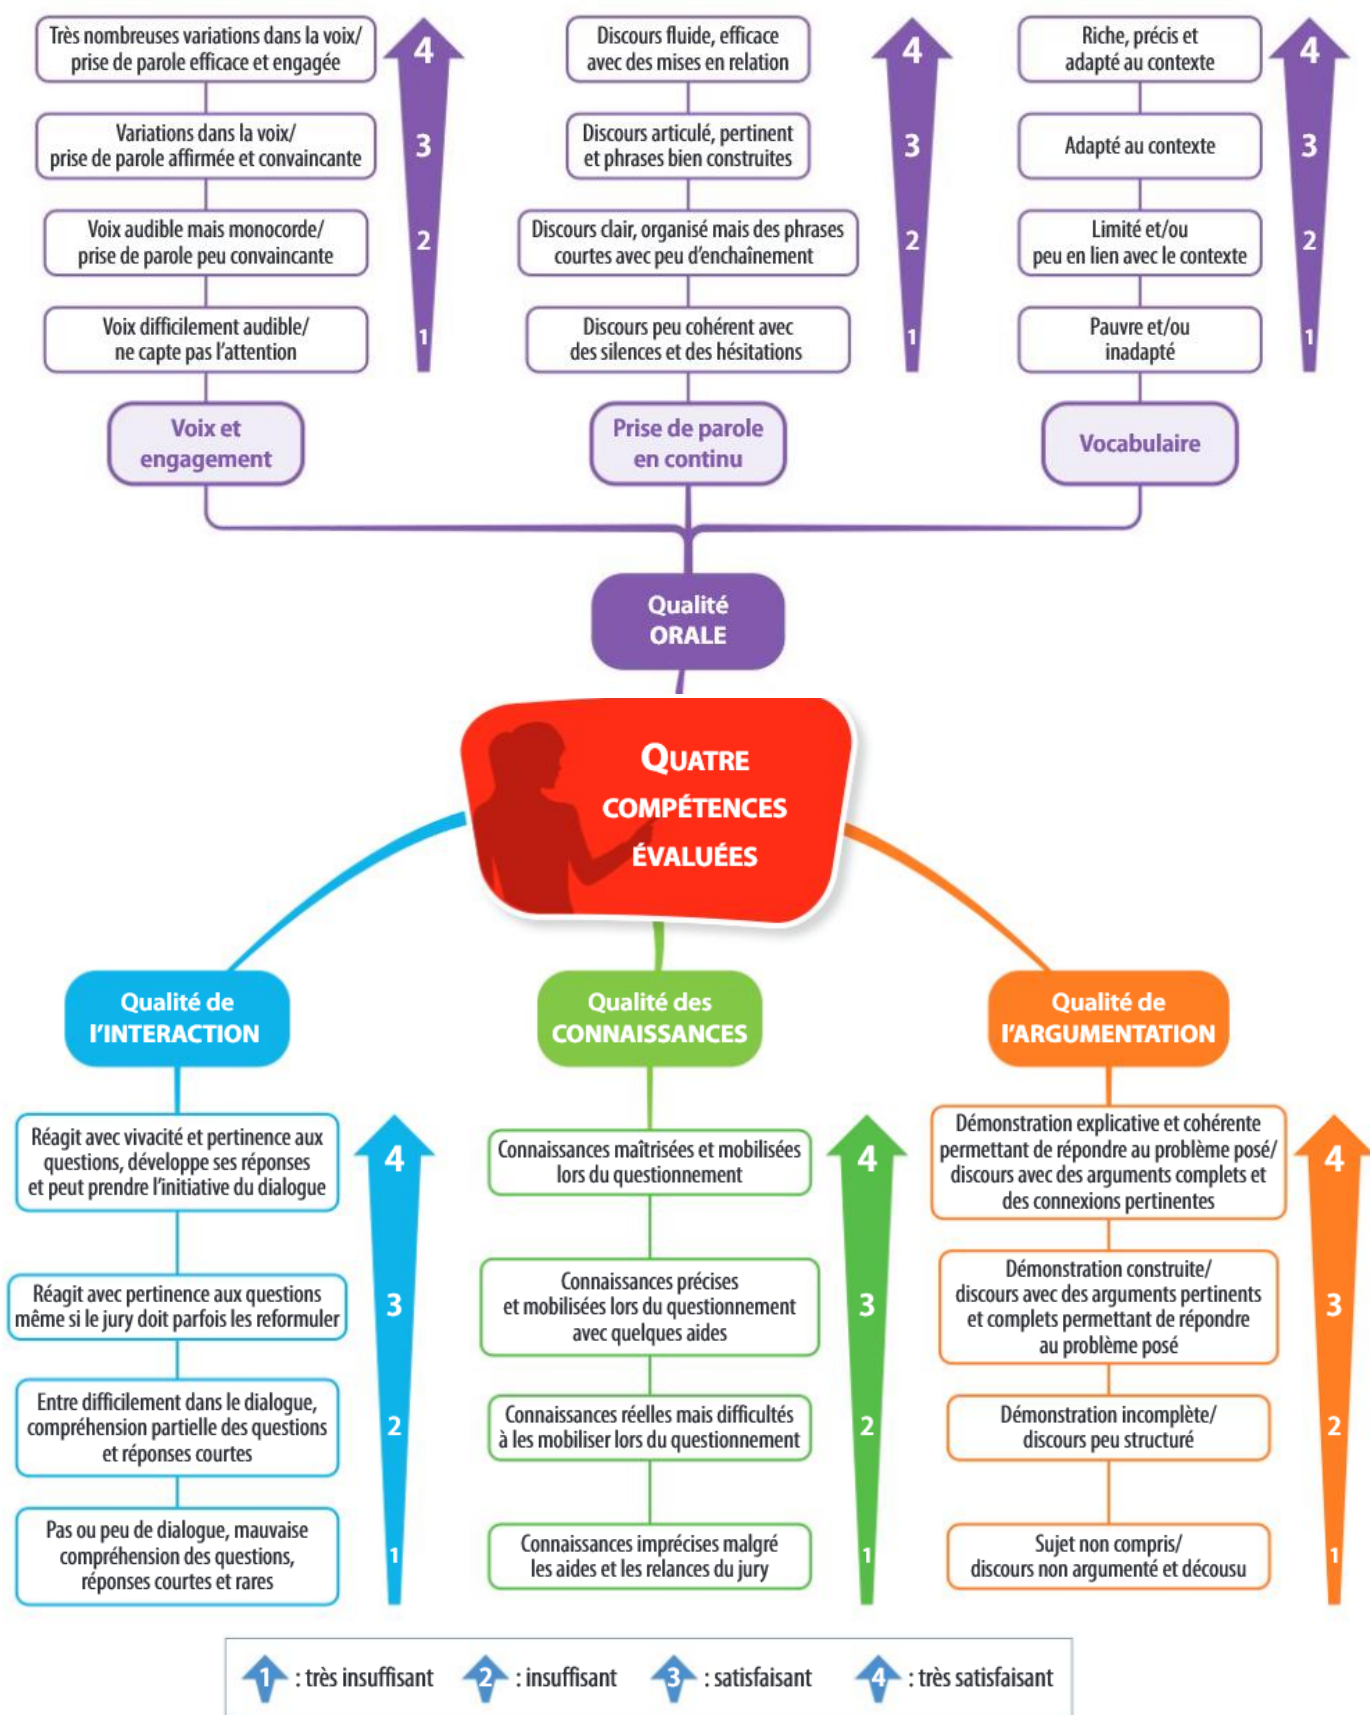 Très nombreuses variations dans la voix/
prise de parole efficace et engagée
4
Variations dans la voix/
prise de parole affirmée et convaincante
3
Voix audible mais monocorde/
prise de parole peu convaincante
2
Voix difficilement audible/
ne capte pas l'attention
1
Voix et
engagement
Discours fluide, efficace
avec des mises en relation
4
Discours articulé, pertinent
et phrases bien construites
3
Discours clair, organisé mais des phrases
courtes avec peu d'enchaînement
2
Discours peu cohérent avec
des silences et des hésitations
1
Prise de parole
en continu
Riche, précis et
adapté au contexte
4
Adapté au contexte
3
Limité et/ou
peu en lien avec le contexte
2
Pauvre et/ou
inadapté
1
Vocabulaire
Qualité
ORALE
QUATRE
COMPÉTENCES
ÉVALUÉES
Qualité de
l'INTERACTION
Réagit avec vivacité et pertinence aux
questions, développe ses réponses
et peut prendre l'initiative du dialogue
4
Réagit avec pertinence aux questions
même si le jury doit parfois les reformuler
3
Entre difficilement dans le dialogue,
compréhension partielle des questions
et réponses courtes
2
Pas ou peu de dialogue, mauvaise
compréhension des questions,
réponses courtes et rares
1
Qualité des
CONNAISSANCES
Connaissances maîtrisées et mobilisées
lors du questionnement
4
Connaissances précises
et mobilisées lors du questionnement
avec quelques aides
3
Connaissances réelles mais difficultés
à les mobiliser lors du questionnement
2
Connaissances imprécises malgré
les aides et les relances du jury
1
Qualité de
l'ARGUMENTATION
Démonstration explicative et cohérente
permettant de répondre au problème posé/
discours avec des arguments complets et
des connexions pertinentes
4
Démonstration construite/
discours avec des arguments pertinents
et complets permettant de répondre
au problème posé
3
Démonstration incomplète/
discours peu structuré
2
Sujet non compris/
discours non argumenté et décousu
1
1 : très insuffisant 2 : insuffisant 3 : satisfaisant 4 : très satisfaisant